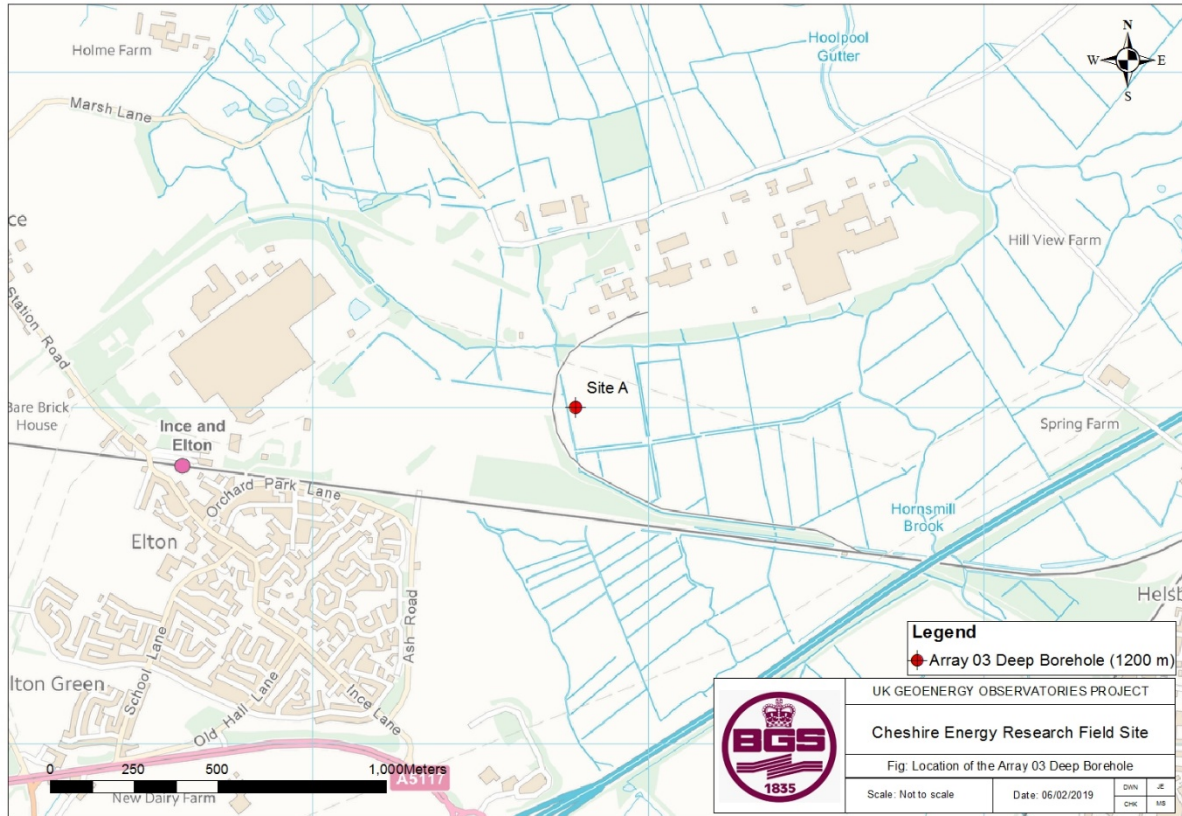 Holme Farm
Hoolpool
Gutter
N
W
E
S
Marsh Lane
ce
Hill View Farm
Station Road
Site A
Bare Brick
House
Ince and
Elton
Spring Farm
Orchard Park Lane
Hornsmill
Brook
Elton
Helsb
Ash Road
Legend
Array 03 Deep Borehole (1200 m)
School Lane
lton Green
Old Hall Lane
Ince Lane
UK GEOENERGY OBSERVATORIES PROJECT
BGS
1835
Cheshire Energy Research Field Site
Fig: Location of the Array 03 Deep Borehole
0 250 500 1,000Meters
A5117
New Dairy Farm
Scale: Not to scale
Date: 06/02/2019
DWN JE
CHK MB